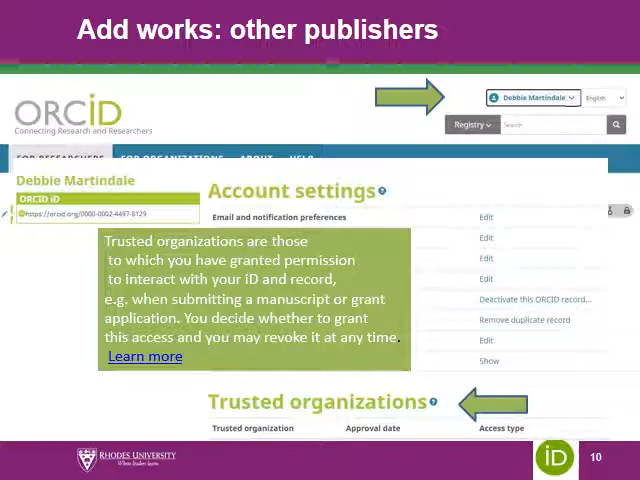 Add works: other publishers
Debbie Martindale
English
ORCiD
Connecting Research and Researchers
Registry
Search
FOR RESEARCHERS FOR ORGANIZATIONS ABOUT HELP
Debbie Martindale
ORCID iD
https://orcid.org/0000-0002-4497-8129
Account settings
Email and notification preferences Edit
Edit
Edit
Edit
Deactivate this ORCID record...
Remove duplicate record
Edit
Show
Trusted organizations are those
to which you have granted permission
to interact with your iD and record,
e.g. when submitting a manuscript or grant
application. You decide whether to grant
this access and you may revoke it at any time.
Learn more
Trusted organizations
Trusted organization Approval date Access type
RHODES UNIVERSITY
Where leaders learn
iD
10